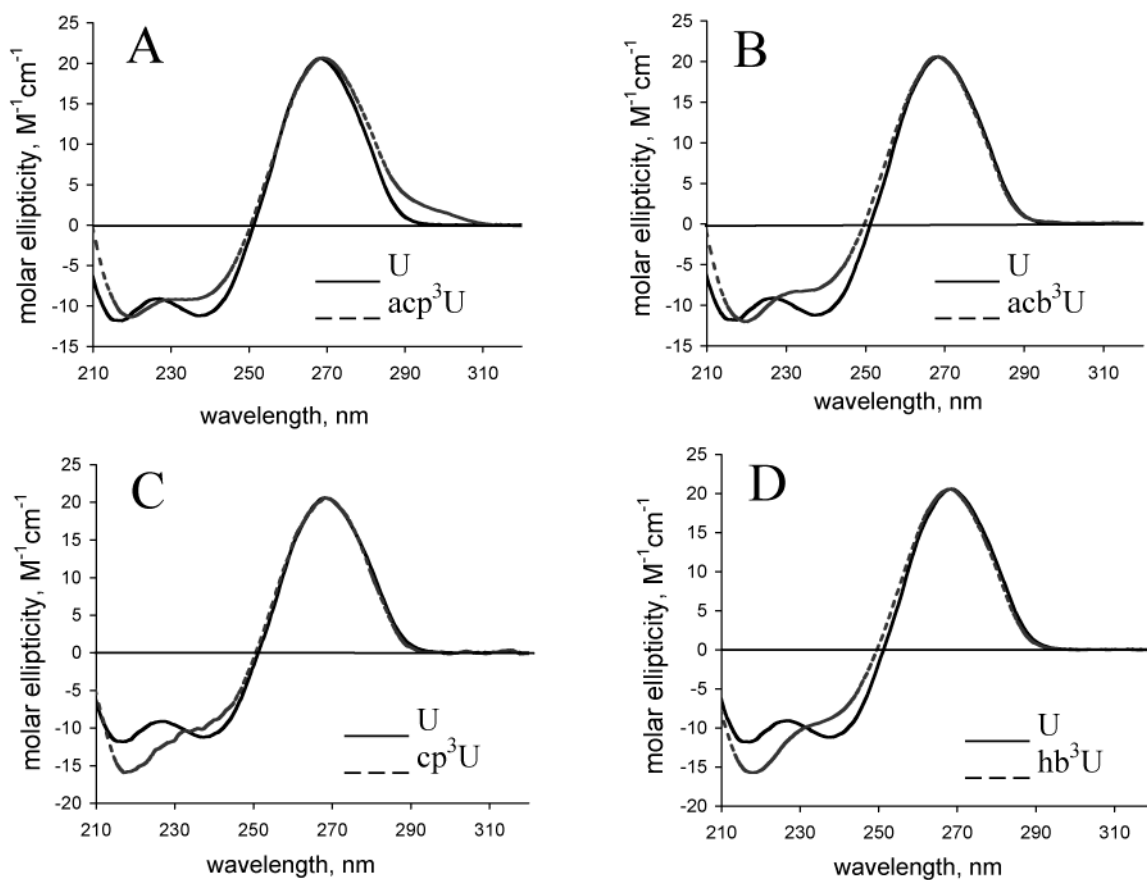 A
25
20
15
10
5
0
-5
-10
-15
molar ellipticity, M⁻¹cm⁻¹
U
acp³U
210 230 250 270 290 310
wavelength, nm
B
25
20
15
10
5
0
-5
-10
-15
molar ellipticity, M⁻¹cm⁻¹
U
acb³U
210 230 250 270 290 310
wavelength, nm
C
25
20
15
10
5
0
-5
-10
-15
-20
molar ellipticity, M⁻¹cm⁻¹
U
cp³U
210 230 250 270 290 310
wavelength, nm
D
25
20
15
10
5
0
-5
-10
-15
-20
molar ellipticity, M⁻¹cm⁻¹
U
hb³U
210 230 250 270 290 310
wavelength, nm